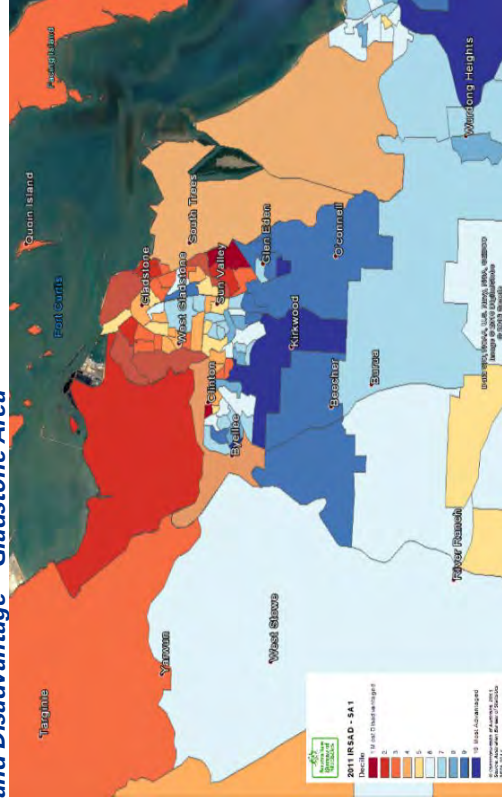 and Disadvantage – Gladstone Area
Facing Island
Quoin Island
Port Curtis
South Trees
Gladstone
West Gladstone
Sun Valley
Glen Eden
O'connell
Wurdong Heights
Clinton
Kirkwood
Byellee
Beecher
Burua
Targinie
Yarwun
West Stowe
River Ranch
2011 IRSAD - SA1
Decile
1 Most Disadvantaged
2
3
4
5
6
7
8
9
10 Most Advantaged